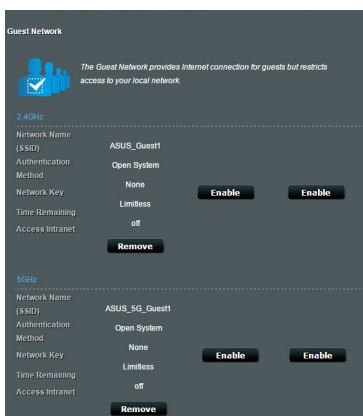 Guest Network
The Guest Network provides Internet connection for guests but restricts
access to your local network.
2.4GHz
Network Name
(SSID)
ASUS_Guest1
Authentication
Method
Open System
Network Key
None
Enable
Enable
Time Remaining
Limitless
Access Intranet
off
Remove
5GHz
Network Name
(SSID)
ASUS_5G_Guest1
Authentication
Method
Open System
Network Key
None
Enable
Enable
Time Remaining
Limitless
Access Intranet
off
Remove